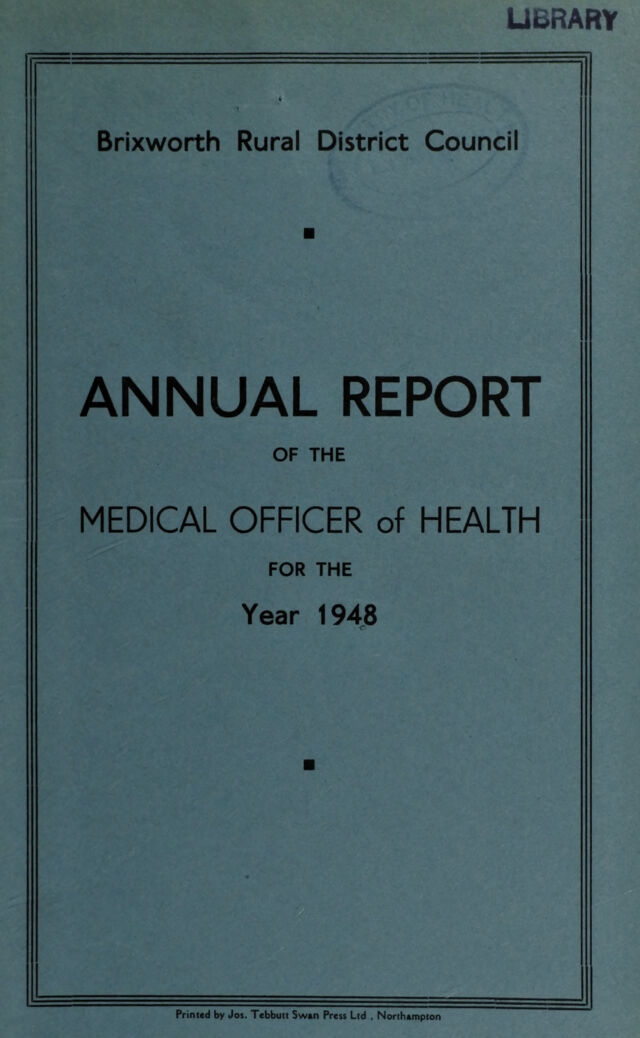 LIBRARY
Brixworth Rural District Council
ANNUAL REPORT
OF THE
MEDICAL OFFICER of HEALTH
FOR THE
Year 1948
Printed by Jos. Tebbutt Swan Press Ltd , Northampton